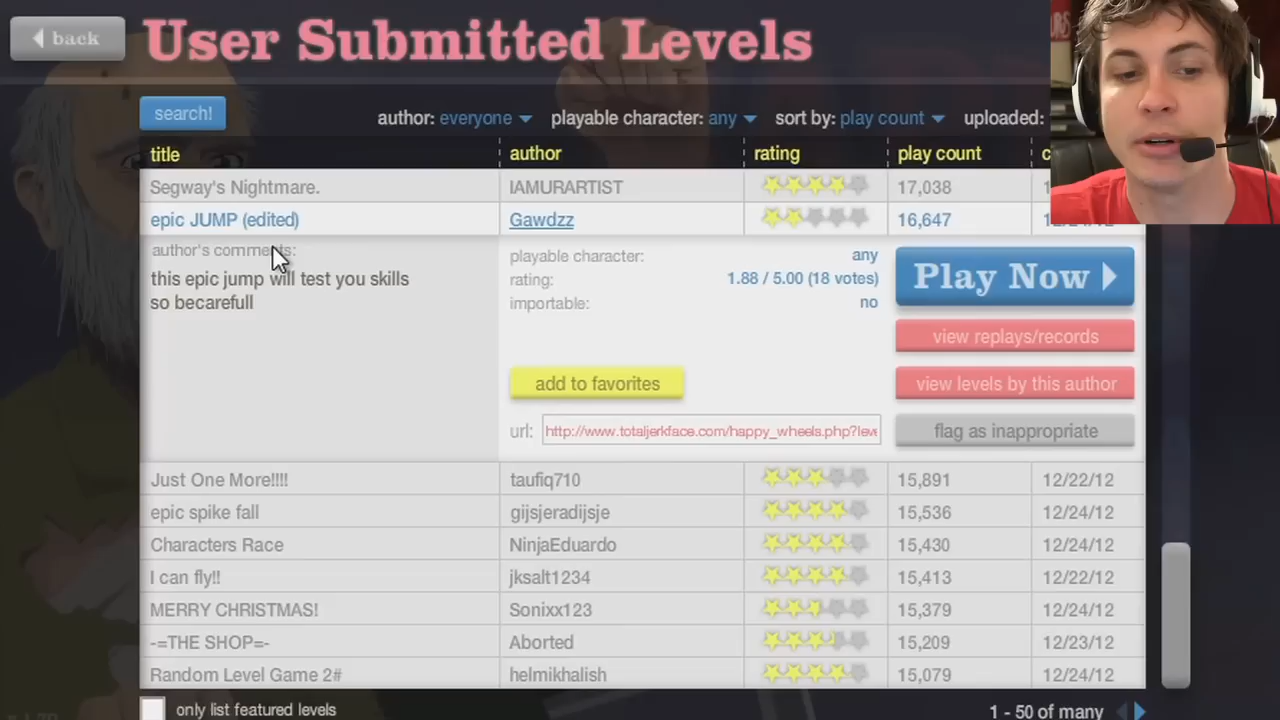 back
User Submitted Levels
search!
author: everyone playable character: any sort by: play count uploaded:
title author rating play count c
Segway's Nightmare. IAMURARTIST 17,038
epic JUMP (edited) Gawdzz 16,647
author's comments:
this epic jump will test you skills
so becarefull
playable character: any
rating: 1.88 / 5.00 (18 votes)
importable: no
add to favorites
url: http://www.totaljerkface.com/happy_wheels.php?leve
Play Now
view replays/records
view levels by this author
flag as inappropriate
Just One More!!!! taufiq710 15,891 12/22/12
epic spike fall gijsjeradijsje 15,536 12/24/12
Characters Race NinjaEduardo 15,430 12/24/12
I can fly!! jksalt1234 15,413 12/22/12
MERRY CHRISTMAS! Sonixx123 15,379 12/24/12
-=THE SHOP=- Aborted 15,209 12/23/12
Random Level Game 2# helmikhalish 15,079 12/24/12
only list featured levels
1 - 50 of many